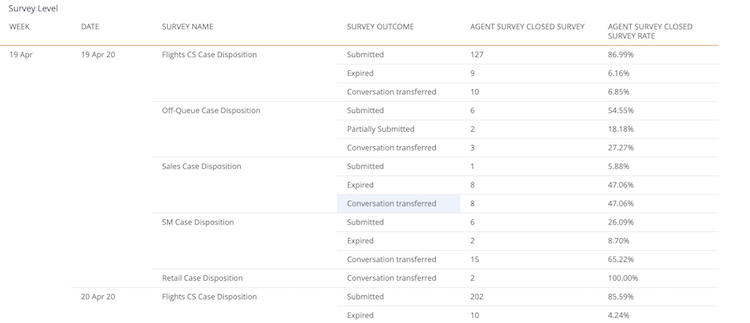 Survey Level
WEEK DATE SURVEY NAME SURVEY OUTCOME AGENT SURVEY CLOSED SURVEY AGENT SURVEY CLOSED
SURVEY RATE
19 Apr 19 Apr 20 Flights CS Case Disposition Submitted 127 86.99%
Expired 9 6.16%
Conversation transferred 10 6.85%
Off-Queue Case Disposition Submitted 6 54.55%
Partially Submitted 2 18.18%
Conversation transferred 3 27.27%
Sales Case Disposition Submitted 1 5.88%
Expired 8 47.06%
Conversation transferred 8 47.06%
SM Case Disposition Submitted 6 26.09%
Expired 2 8.70%
Conversation transferred 15 65.22%
Retail Case Disposition Conversation transferred 2 100.00%
20 Apr 20 Flights CS Case Disposition Submitted 202 85.59%
Expired 10 4.24%